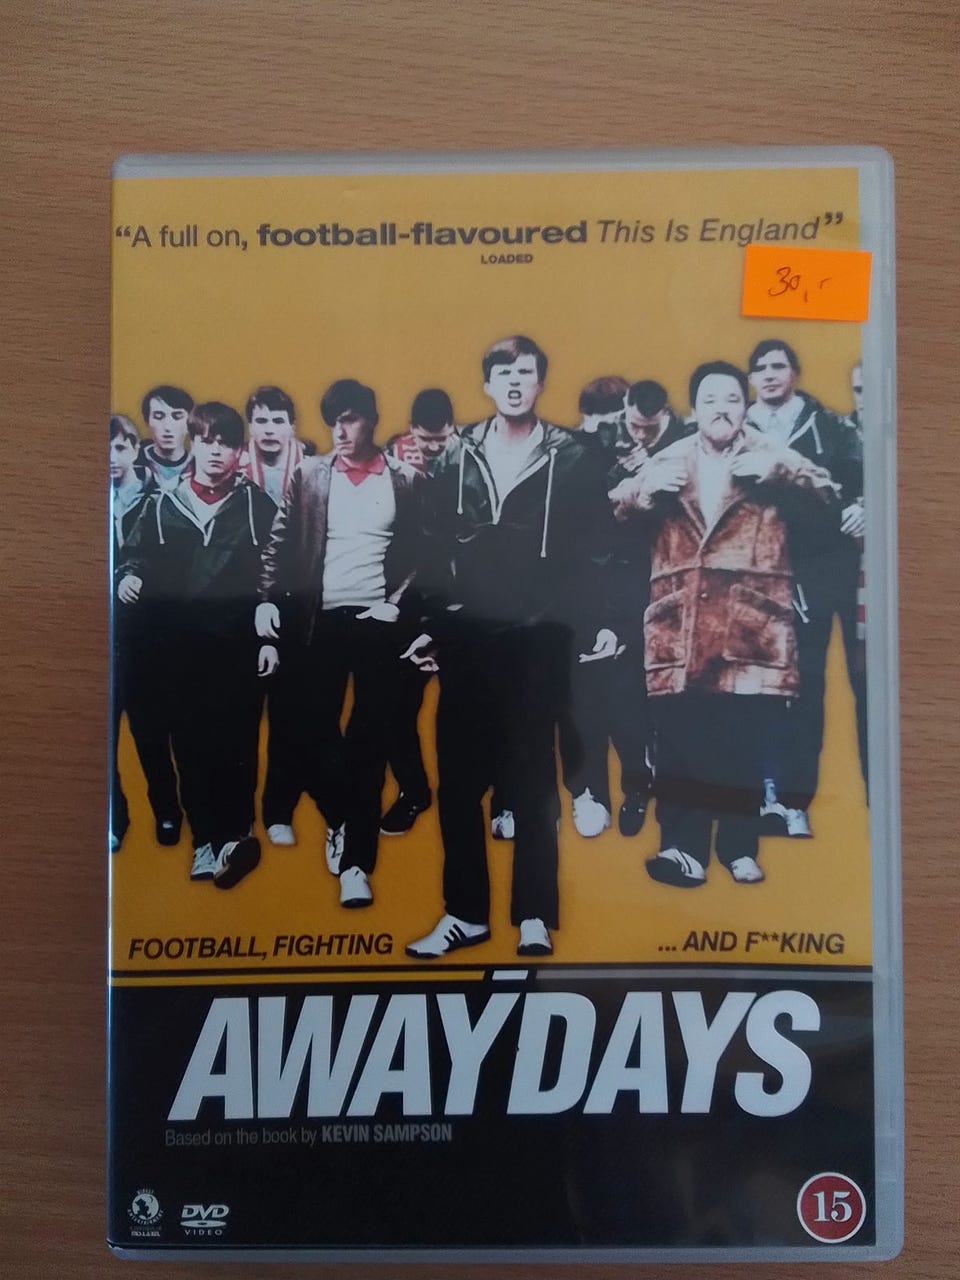 “A full on, football-flavoured This Is England”
LOADED
30,-
FOOTBALL, FIGHTING
... AND F**KING
AWAYDAYS
Based on the book by KEVIN SAMPSON
DVD
VIDEO
15